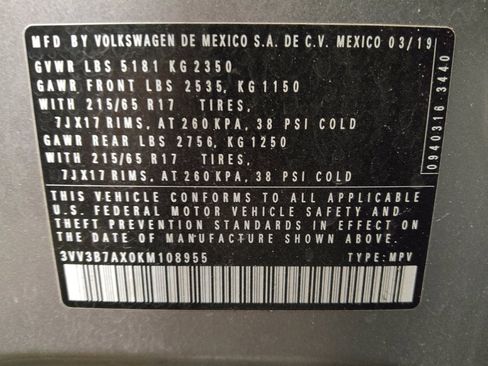 MFD BY VOLKSWAGEN DE MEXICO S.A. DE C.V. MEXICO 03/19
GVWR LBS 5181 KG 2350
GAWR FRONT LBS 2535, KG 1150
WITH 215/65 R17 TIRES,
7JX17 RIMS, AT 260 KPA, 38 PSI COLD
GAWR REAR LBS 2756, KG 1250
WITH 215/65 R17 TIRES,
7JX17 RIMS, AT 260 KPA, 38 PSI COLD
THIS VEHICLE CONFORMS TO ALL APPLICABLE
U.S. FEDERAL MOTOR VEHICLE SAFETY AND
THEFT PREVENTION STANDARDS IN EFFECT ON
THE DATE OF MANUFACTURE SHOWN ABOVE.
3VV3B7AX0KM108955 TYPE: MPV
0940316 3440